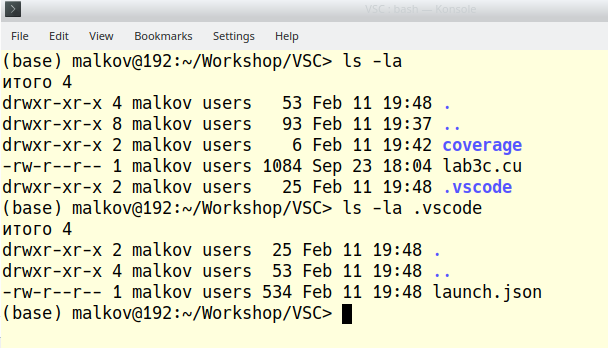 VSC : bash — Konsole
File Edit View Bookmarks Settings Help
(base) malkov@192:~/Workshop/VSC> ls -la
итого 4
drwxr-xr-x 4 malkov users   53 Feb 11 19:48 .
drwxr-xr-x 8 malkov users   93 Feb 11 19:37 ..
drwxr-xr-x 2 malkov users    6 Feb 11 19:42 coverage
-rw-r--r-- 1 malkov users 1084 Sep 23 18:04 lab3c.cu
drwxr-xr-x 2 malkov users   25 Feb 11 19:48 .vscode
(base) malkov@192:~/Workshop/VSC> ls -la .vscode
итого 4
drwxr-xr-x 2 malkov users  25 Feb 11 19:48 .
drwxr-xr-x 4 malkov users  53 Feb 11 19:48 ..
-rw-r--r-- 1 malkov users 534 Feb 11 19:48 launch.json
(base) malkov@192:~/Workshop/VSC>